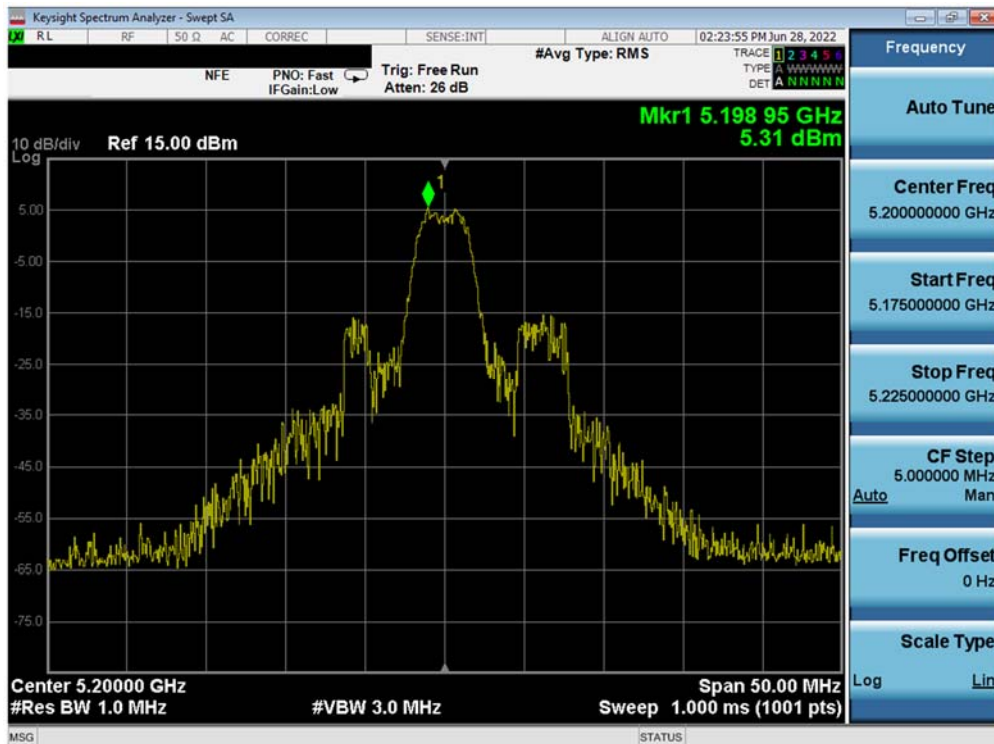 Keysight Spectrum Analyzer - Swept SA
LXI RL RF 50 Ω AC CORREC SENSE:INT ALIGN AUTO 02:23:55 PM Jun 28, 2022
NFE PNO: Fast Trig: Free Run #Avg Type: RMS TRACE 1 2 3 4 5 6
IFGain:Low Atten: 26 dB TYPE A W W W W W
DET A N N N N N
Mkr1 5.198 95 GHz
5.31 dBm
10 dB/div Ref 15.00 dBm
Log
1
5.00
-5.00
-15.0
-25.0
-35.0
-45.0
-55.0
-65.0
-75.0
Center 5.20000 GHz Span 50.00 MHz
#Res BW 1.0 MHz #VBW 3.0 MHz Sweep 1.000 ms (1001 pts)
MSG STATUS
Frequency
Auto Tune
Center Freq
5.200000000 GHz
Start Freq
5.175000000 GHz
Stop Freq
5.225000000 GHz
CF Step
5.000000 MHz
Auto Man
Freq Offset
0 Hz
Scale Type
Log Lin